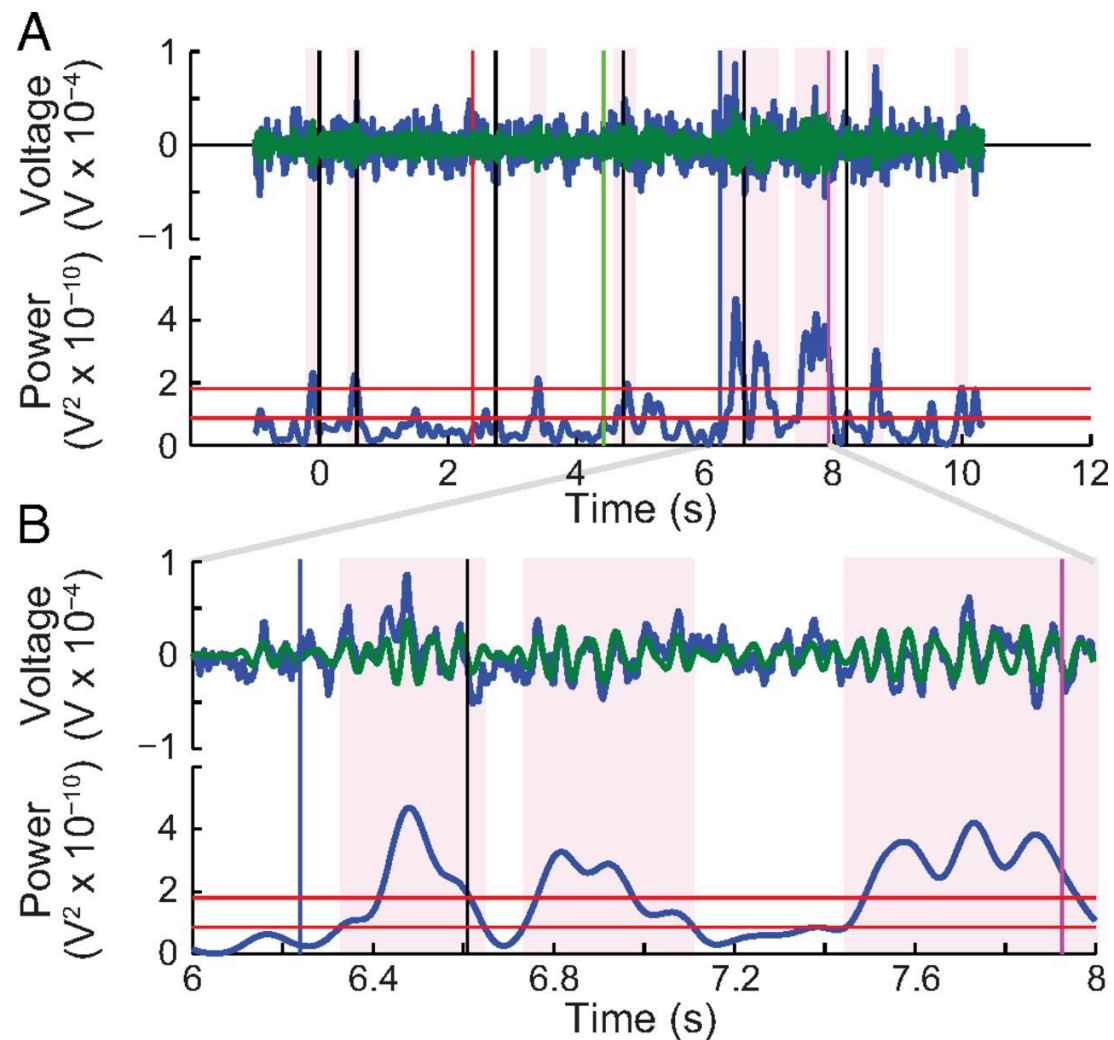 A
Voltage
(V x 10⁻⁴)
1
0
−1
Power
(V² x 10⁻¹⁰)
4
2
0
0 2 4 6 8 10 12
Time (s)
B
Voltage
(V x 10⁻⁴)
1
0
−1
Power
(V² x 10⁻¹⁰)
4
2
0
6 6.4 6.8 7.2 7.6 8
Time (s)